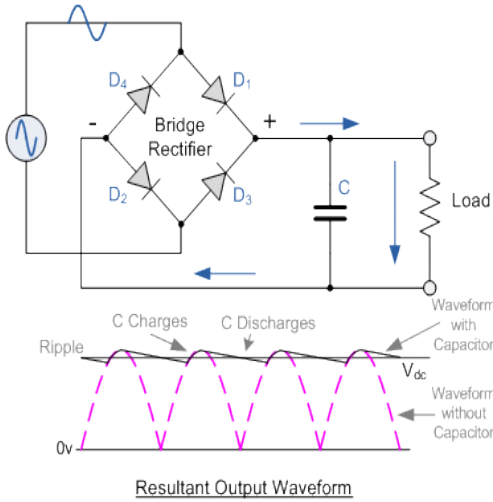 D4
D1
-
+
Bridge
Rectifier
D2
D3
C
Load
C Charges
C Discharges
Waveform
with
Capacitor
Ripple
Vdc
Waveform
without
Capacitor
0v
Resultant Output Waveform